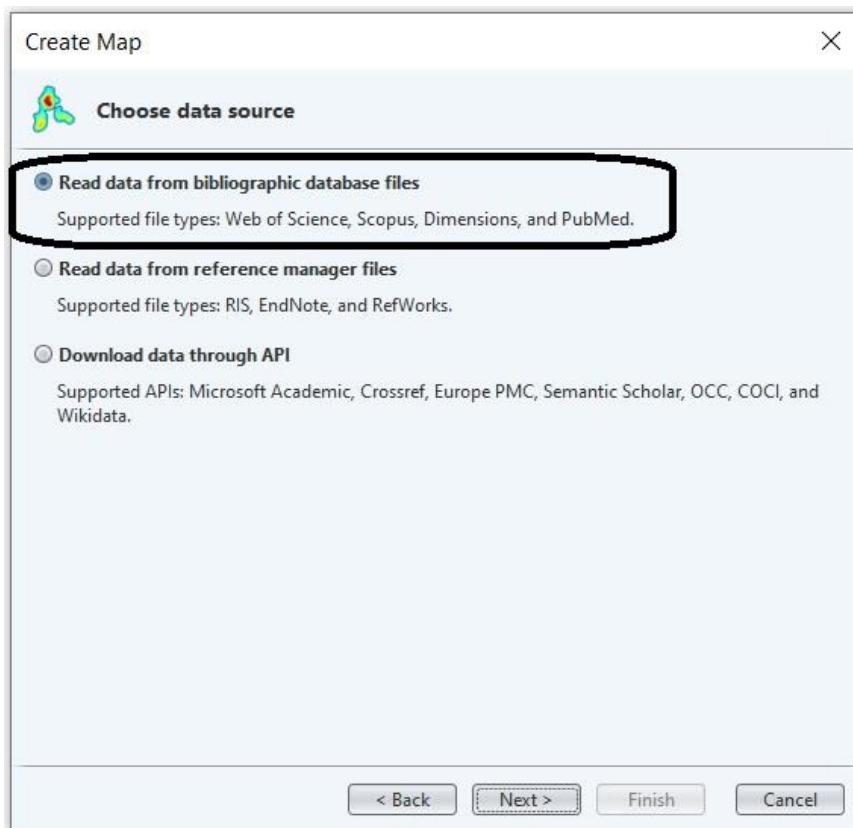 Create Map
Choose data source
Read data from bibliographic database files
Supported file types: Web of Science, Scopus, Dimensions, and PubMed.
Read data from reference manager files
Supported file types: RIS, EndNote, and RefWorks.
Download data through API
Supported APIs: Microsoft Academic, Crossref, Europe PMC, Semantic Scholar, OCC, COCI, and
Wikidata.
< Back Next > Finish Cancel